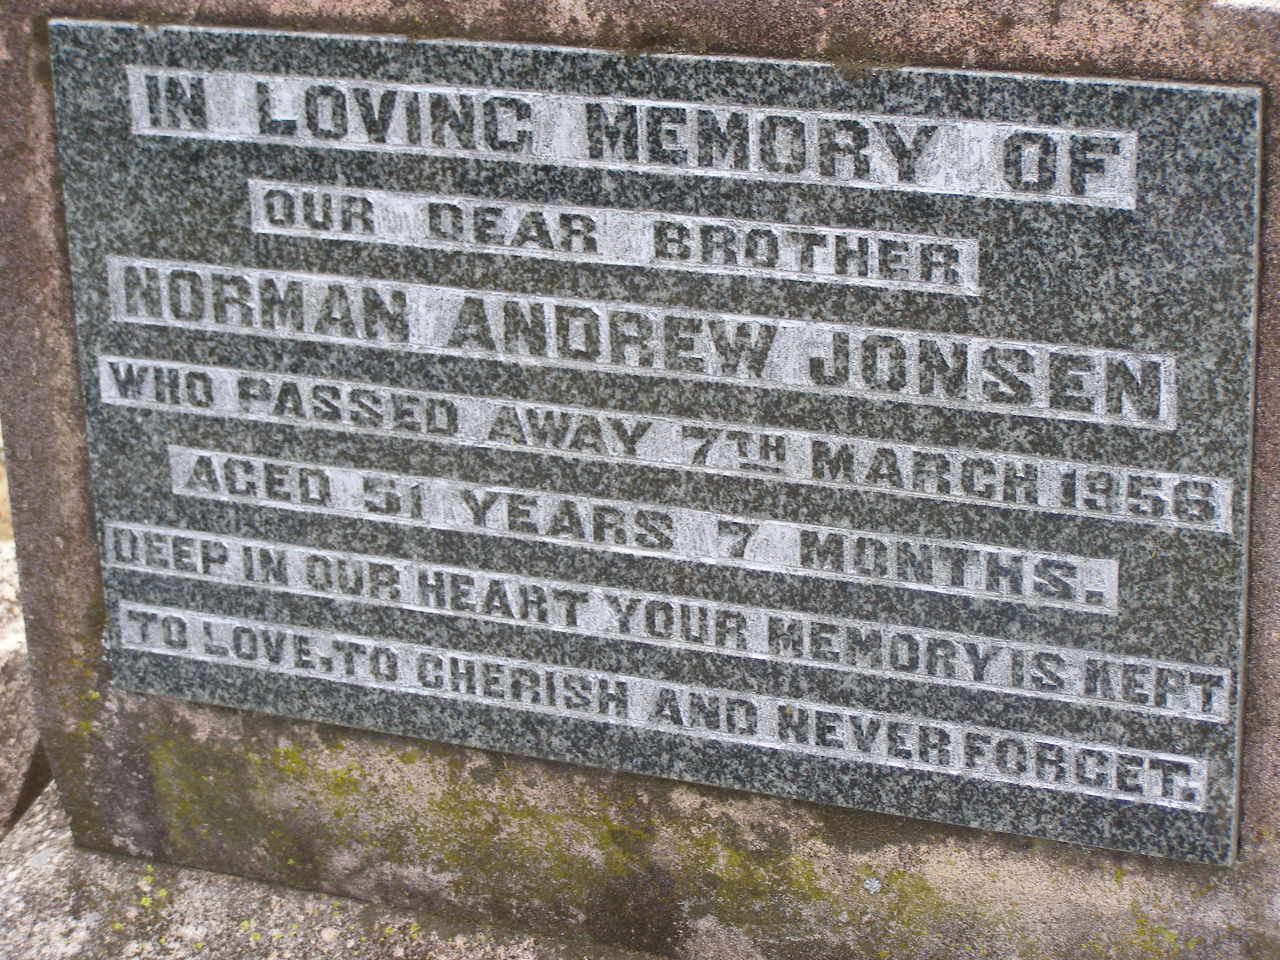 IN LOVING MEMORY OF
OUR DEAR BROTHER
NORMAN ANDREW JONSEN
WHO PASSED AWAY 7TH MARCH 1956
AGED 51 YEARS 7 MONTHS.
DEEP IN OUR HEART YOUR MEMORY IS KEPT
TO LOVE, TO CHERISH AND NEVER FORGET.